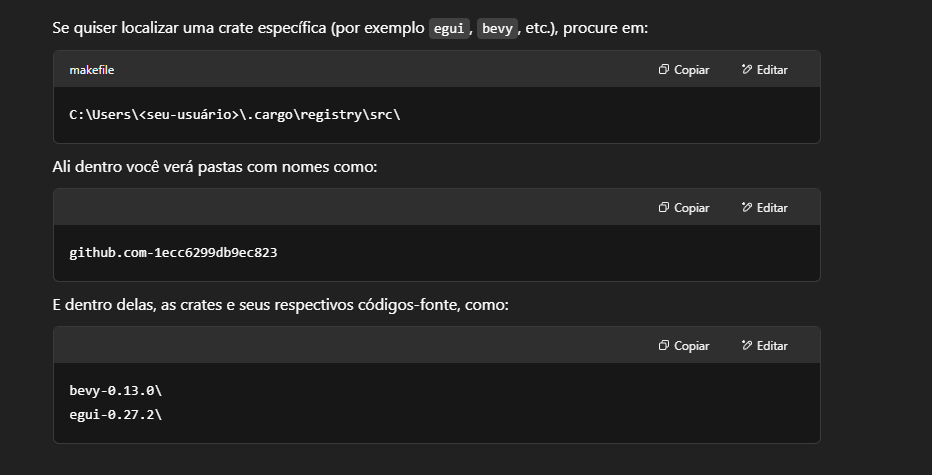 Se quiser localizar uma crate específica (por exemplo egui, bevy, etc.), procure em:
makefile Copiar Editar
C:\Users\<seu-usuário>\.cargo\registry\src\
Ali dentro você verá pastas com nomes como:
Copiar Editar
github.com-1ecc6299db9ec823
E dentro delas, as crates e seus respectivos códigos-fonte, como:
Copiar Editar
bevy-0.13.0\
egui-0.27.2\